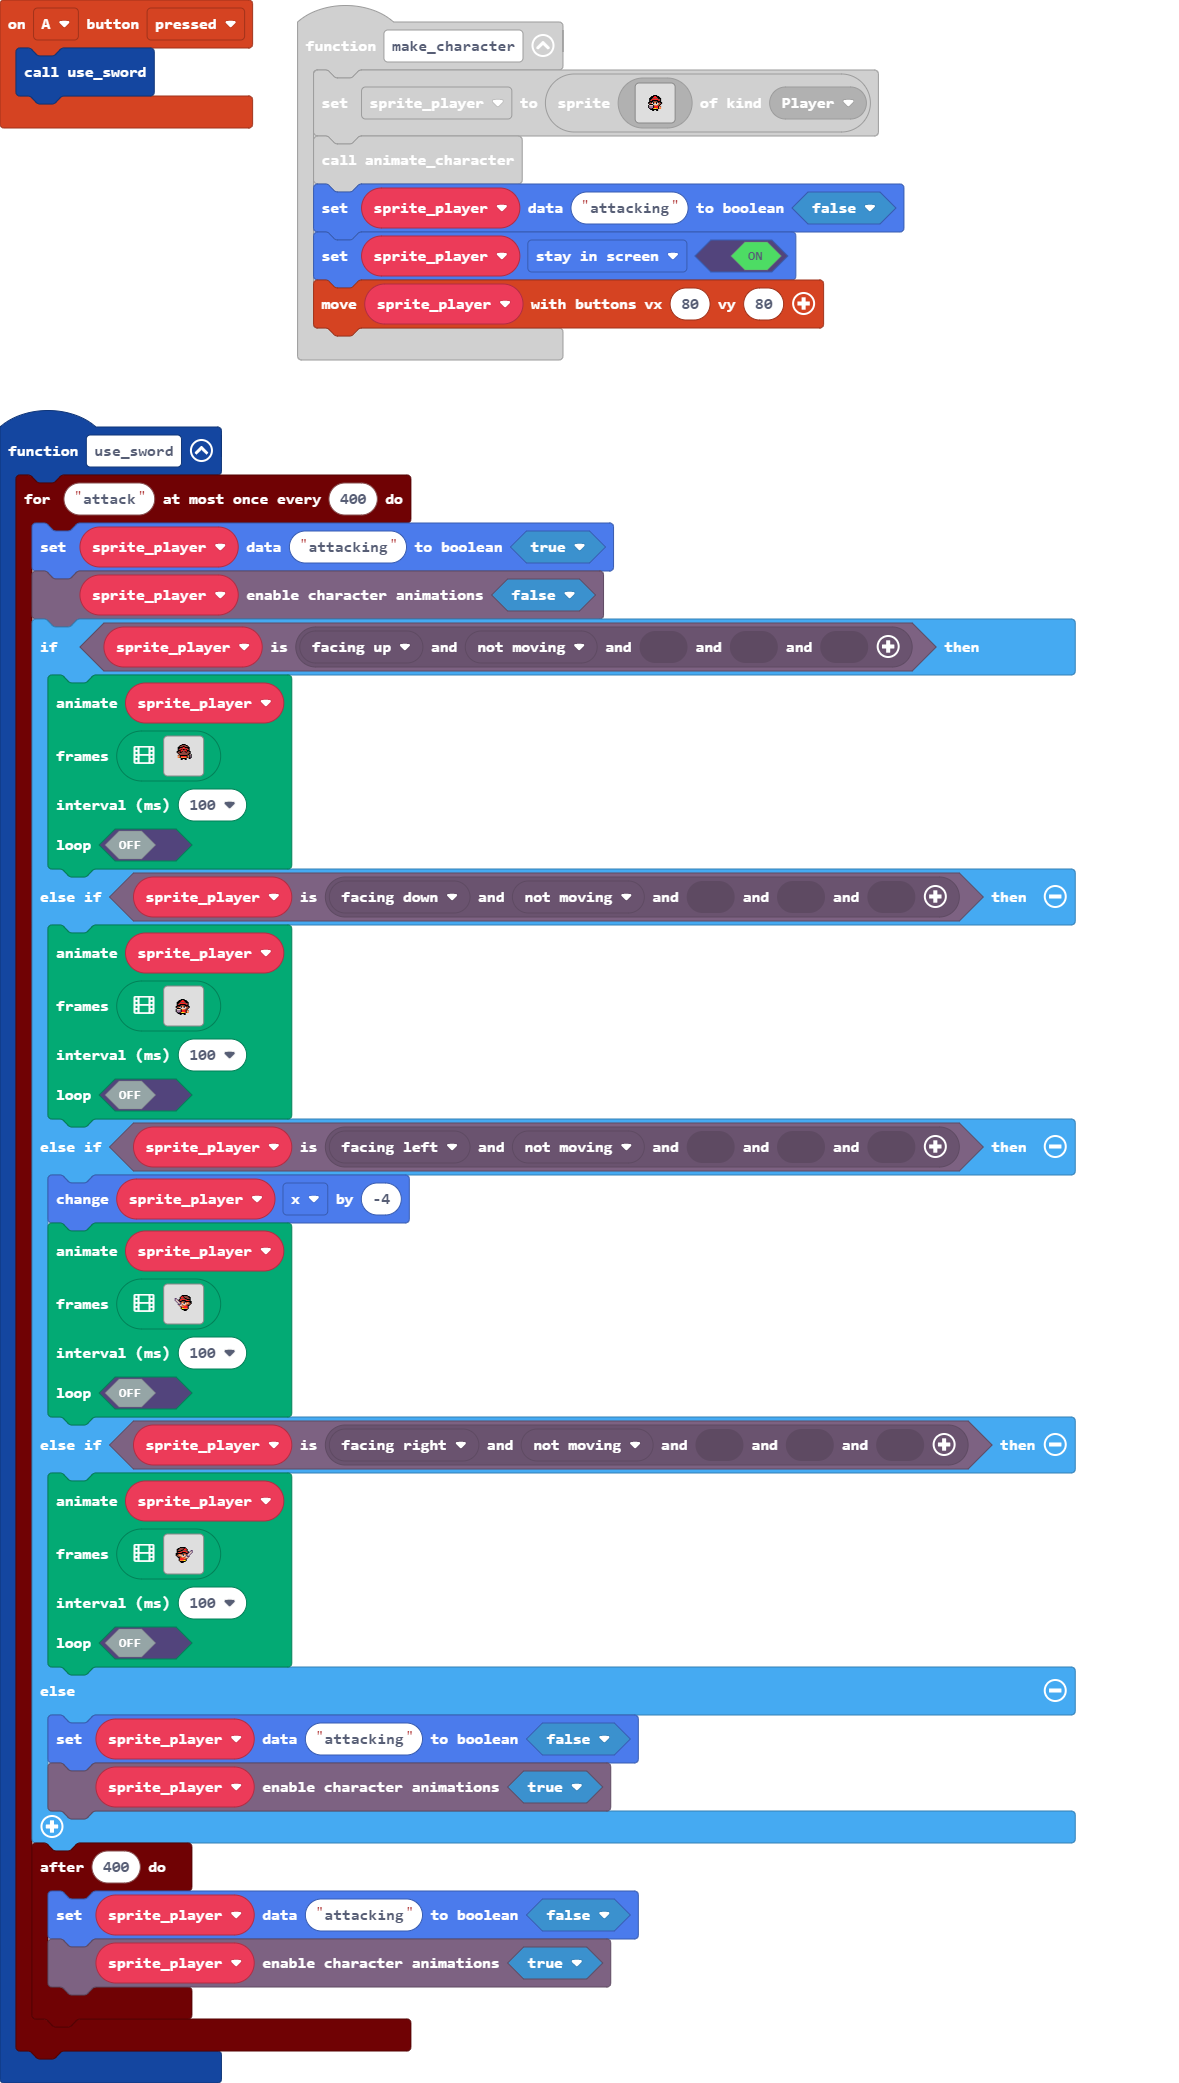 on A button pressed
call use_sword
function make_character
set sprite_player to sprite of kind Player
call animate_character
set sprite_player data "attacking" to boolean false
set sprite_player stay in screen ON
move sprite_player with buttons vx 80 vy 80
function use_sword
for "attack" at most once every 400 do
set sprite_player data "attacking" to boolean true
sprite_player enable character animations false
if sprite_player is facing up and not moving and and and then
animate sprite_player
frames
interval (ms) 100
loop OFF
else if sprite_player is facing down and not moving and and and then
animate sprite_player
frames
interval (ms) 100
loop OFF
else if sprite_player is facing left and not moving and and and then
change sprite_player x by -4
animate sprite_player
frames
interval (ms) 100
loop OFF
else if sprite_player is facing right and not moving and and and then
animate sprite_player
frames
interval (ms) 100
loop OFF
else
set sprite_player data "attacking" to boolean false
sprite_player enable character animations true
after 400 do
set sprite_player data "attacking" to boolean false
sprite_player enable character animations true